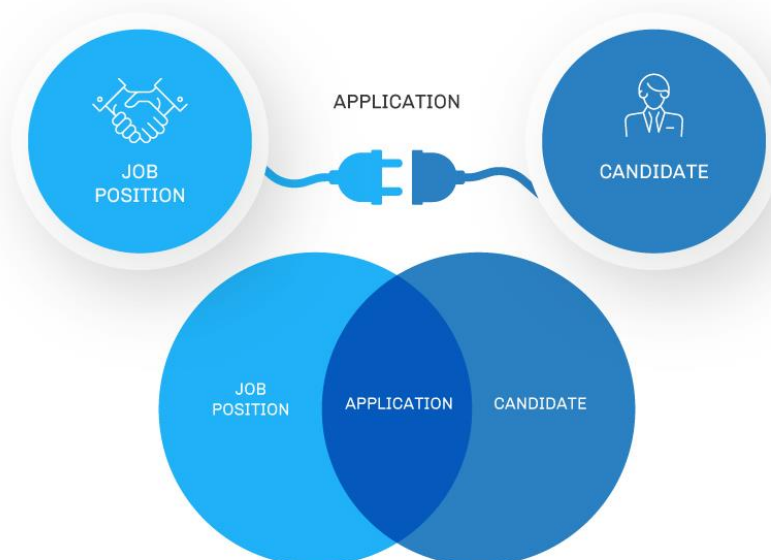 APPLICATION
JOB
POSITION
CANDIDATE
JOB
POSITION
APPLICATION
CANDIDATE